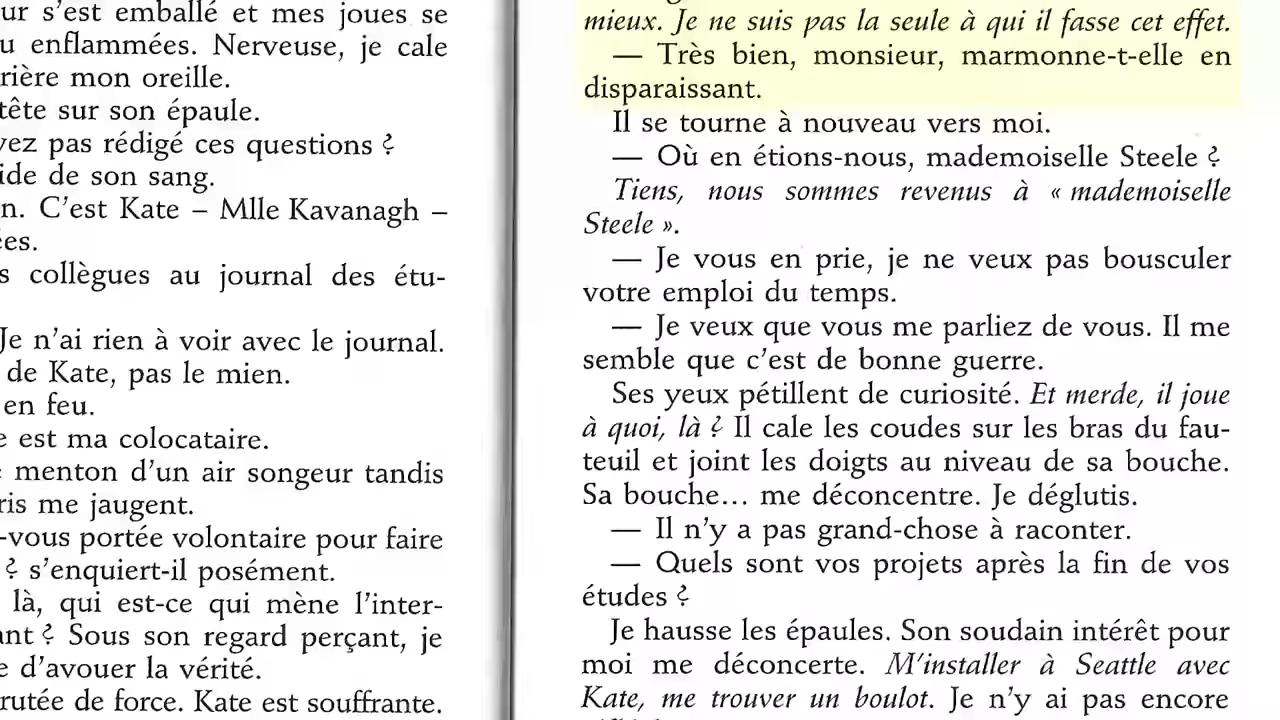 ur s'est emballé et mes joues se
u enflammées. Nerveuse, je cale
rière mon oreille.
tête sur son épaule.
vez pas rédigé ces questions ?
ide de son sang.
n. C'est Kate – Mlle Kavanagh –
es.
s collègues au journal des étu-
Je n'ai rien à voir avec le journal.
de Kate, pas le mien.
en feu.
e est ma colocataire.
menton d'un air songeur tandis
ris me jaugent.
-vous portée volontaire pour faire
? s'enquiert-il posément.
là, qui est-ce qui mène l'inter-
ant ? Sous son regard perçant, je
e d'avouer la vérité.
rutée de force. Kate est souffrante.
mieux. Je ne suis pas la seule à qui il fasse cet effet.
— Très bien, monsieur, marmonne-t-elle en
disparaissant.
Il se tourne à nouveau vers moi.
— Où en étions-nous, mademoiselle Steele ?
Tiens, nous sommes revenus à « mademoiselle
Steele ».
— Je vous en prie, je ne veux pas bousculer
votre emploi du temps.
— Je veux que vous me parliez de vous. Il me
semble que c'est de bonne guerre.
Ses yeux pétillent de curiosité. Et merde, il joue
à quoi, là ? Il cale les coudes sur les bras du fau-
teuil et joint les doigts au niveau de sa bouche.
Sa bouche... me déconcentre. Je déglutis.
— Il n'y a pas grand-chose à raconter.
— Quels sont vos projets après la fin de vos
études ?
Je hausse les épaules. Son soudain intérêt pour
moi me déconcerte. M'installer à Seattle avec
Kate, me trouver un boulot. Je n'y ai pas encore